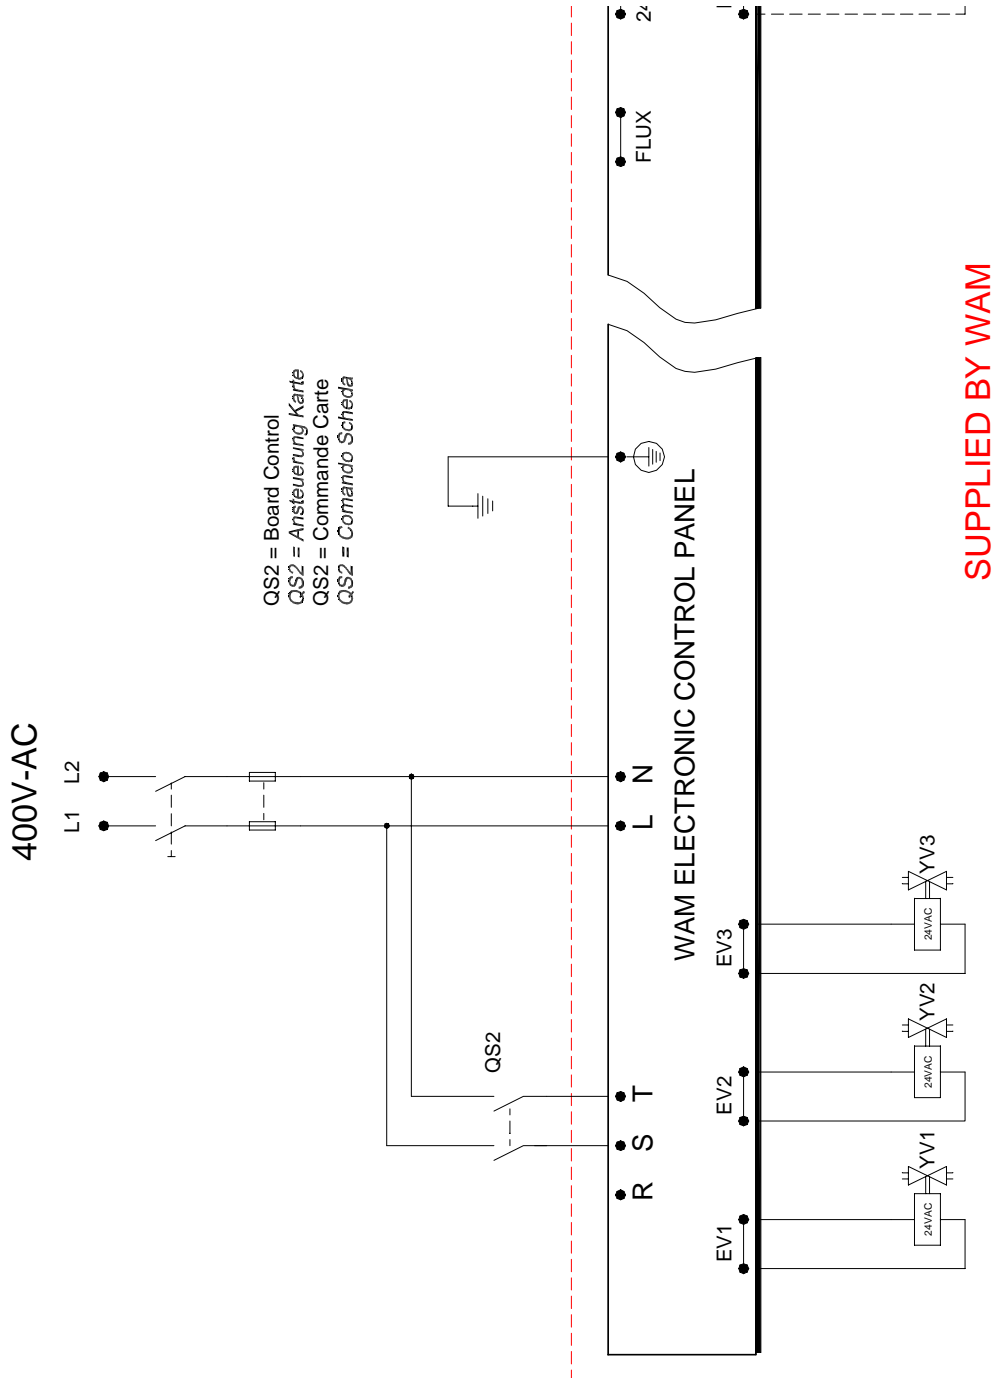 400V-AC
L1
L2
QS2 = Board Control
QS2 = Ansteuerung Karte
QS2 = Commande Carte
QS2 = Comando Scheda
QS2
R
S
T
L
N
FLUX
24
WAM ELECTRONIC CONTROL PANEL
EV1
EV2
EV3
24VAC
YV1
24VAC
YV2
24VAC
YV3
SUPPLIED BY WAM